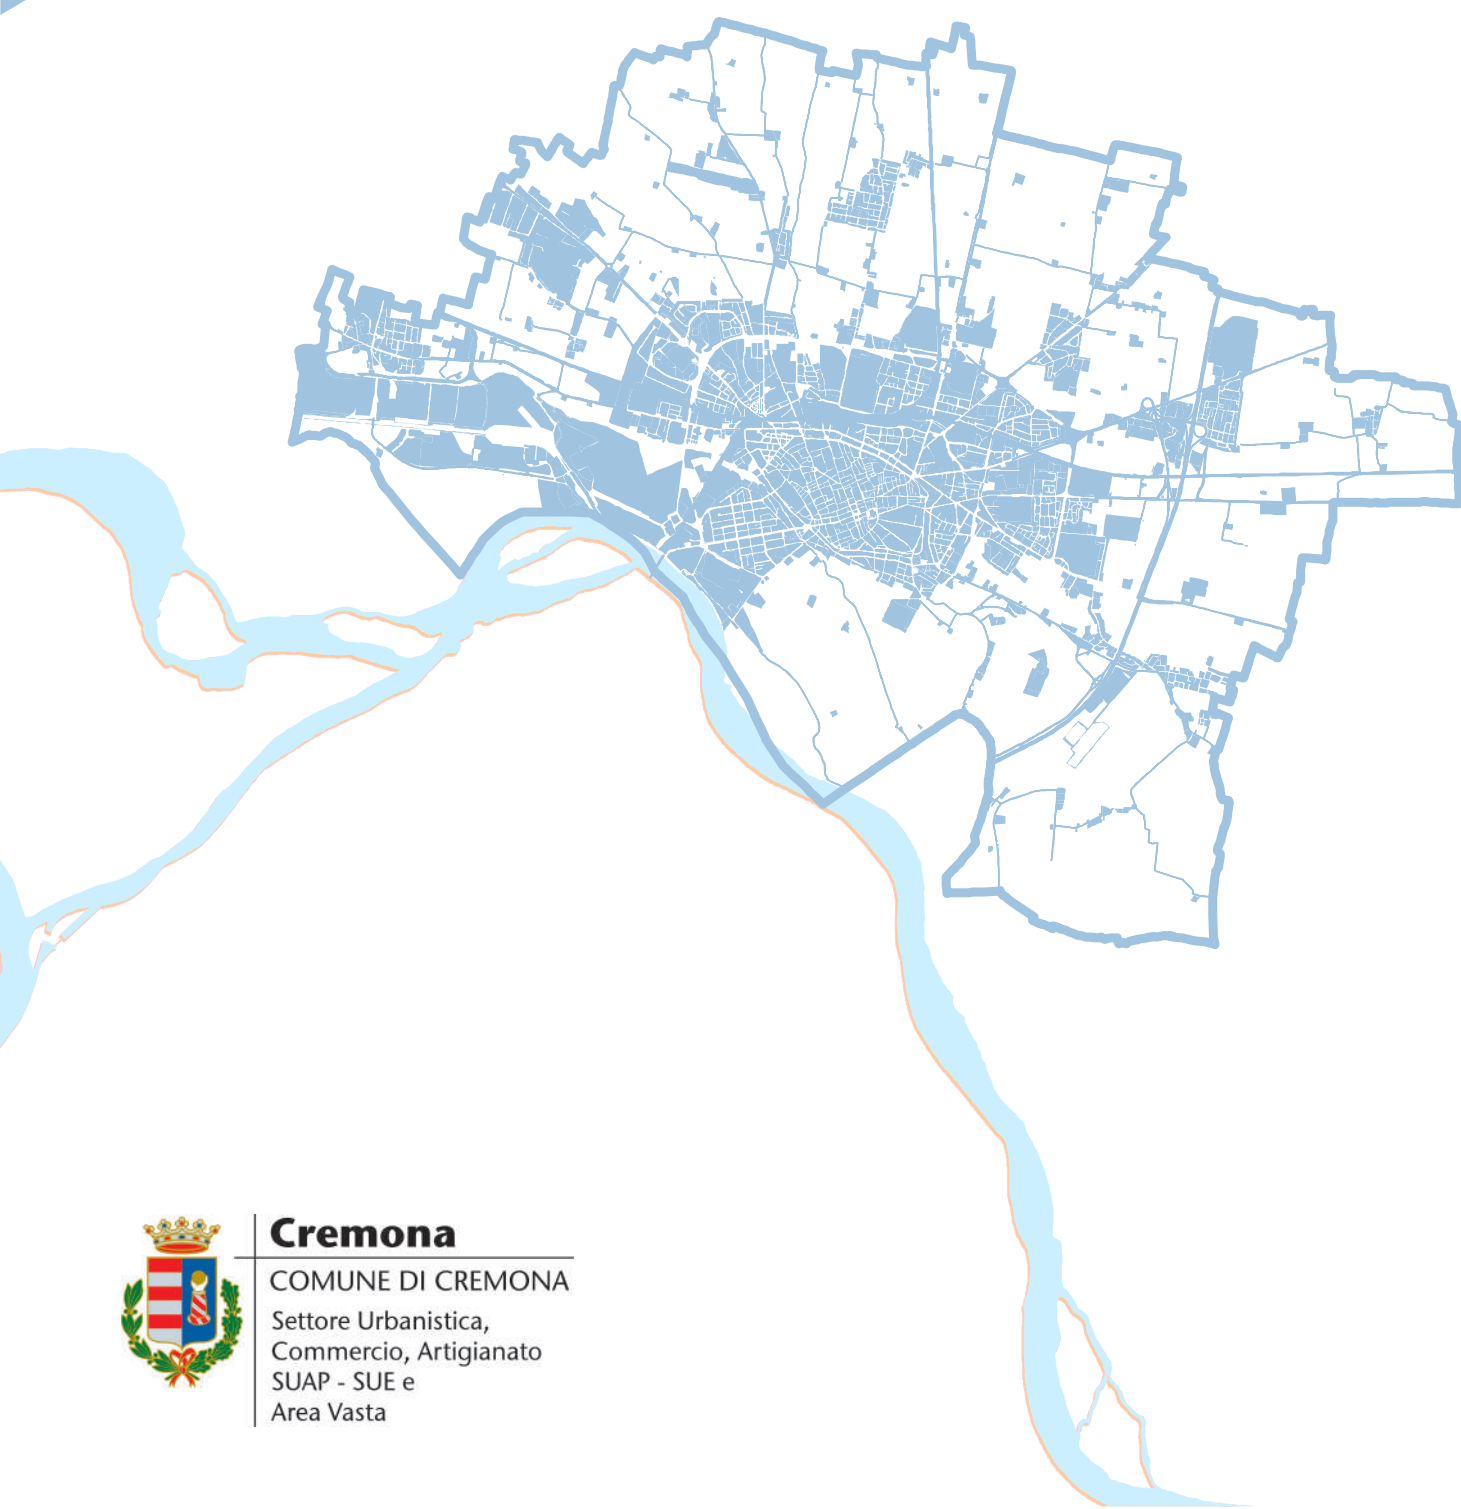 Cremona
COMUNE DI CREMONA
Settore Urbanistica,
Commercio, Artigianato
SUAP - SUE e
Area Vasta